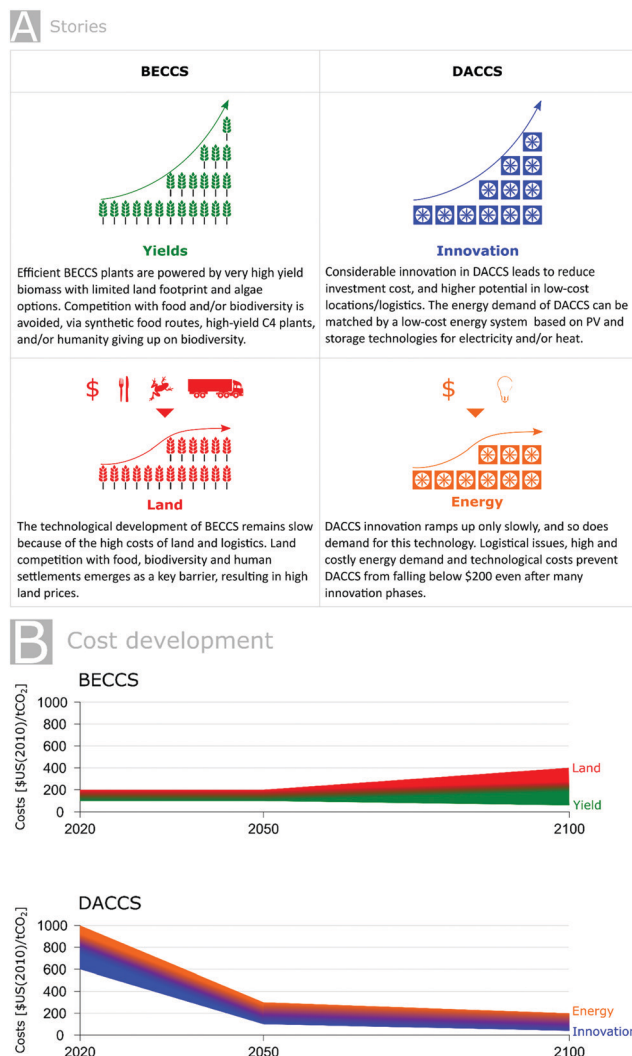 A Stories
BECCS
DACCS
Yields
Efficient BECCS plants are powered by very high yield
biomass with limited land footprint and algae
options. Competition with food and/or biodiversity is
avoided, via synthetic food routes, high-yield C4 plants,
and/or humanity giving up on biodiversity.
Innovation
Considerable innovation in DACCS leads to reduce
investment cost, and higher potential in low-cost
locations/logistics. The energy demand of DACCS can be
matched by a low-cost energy system based on PV and
storage technologies for electricity and/or heat.
$
Land
The technological development of BECCS remains slow
because of the high costs of land and logistics. Land
competition with food, biodiversity and human
settlements emerges as a key barrier, resulting in high
land prices.
$
Energy
DACCS innovation ramps up only slowly, and so does
demand for this technology. Logistical issues, high and
costly energy demand and technological costs prevent
DACCS from falling below $200 even after many
innovation phases.
B Cost development
BECCS
Costs [$US(2010)/tCO₂]
1000
800
600
400
200
0
Land
Yield
2020
2050
2100
DACCS
Costs [$US(2010)/tCO₂]
1000
800
600
400
200
0
Energy
Innovation
2020
2050
2100